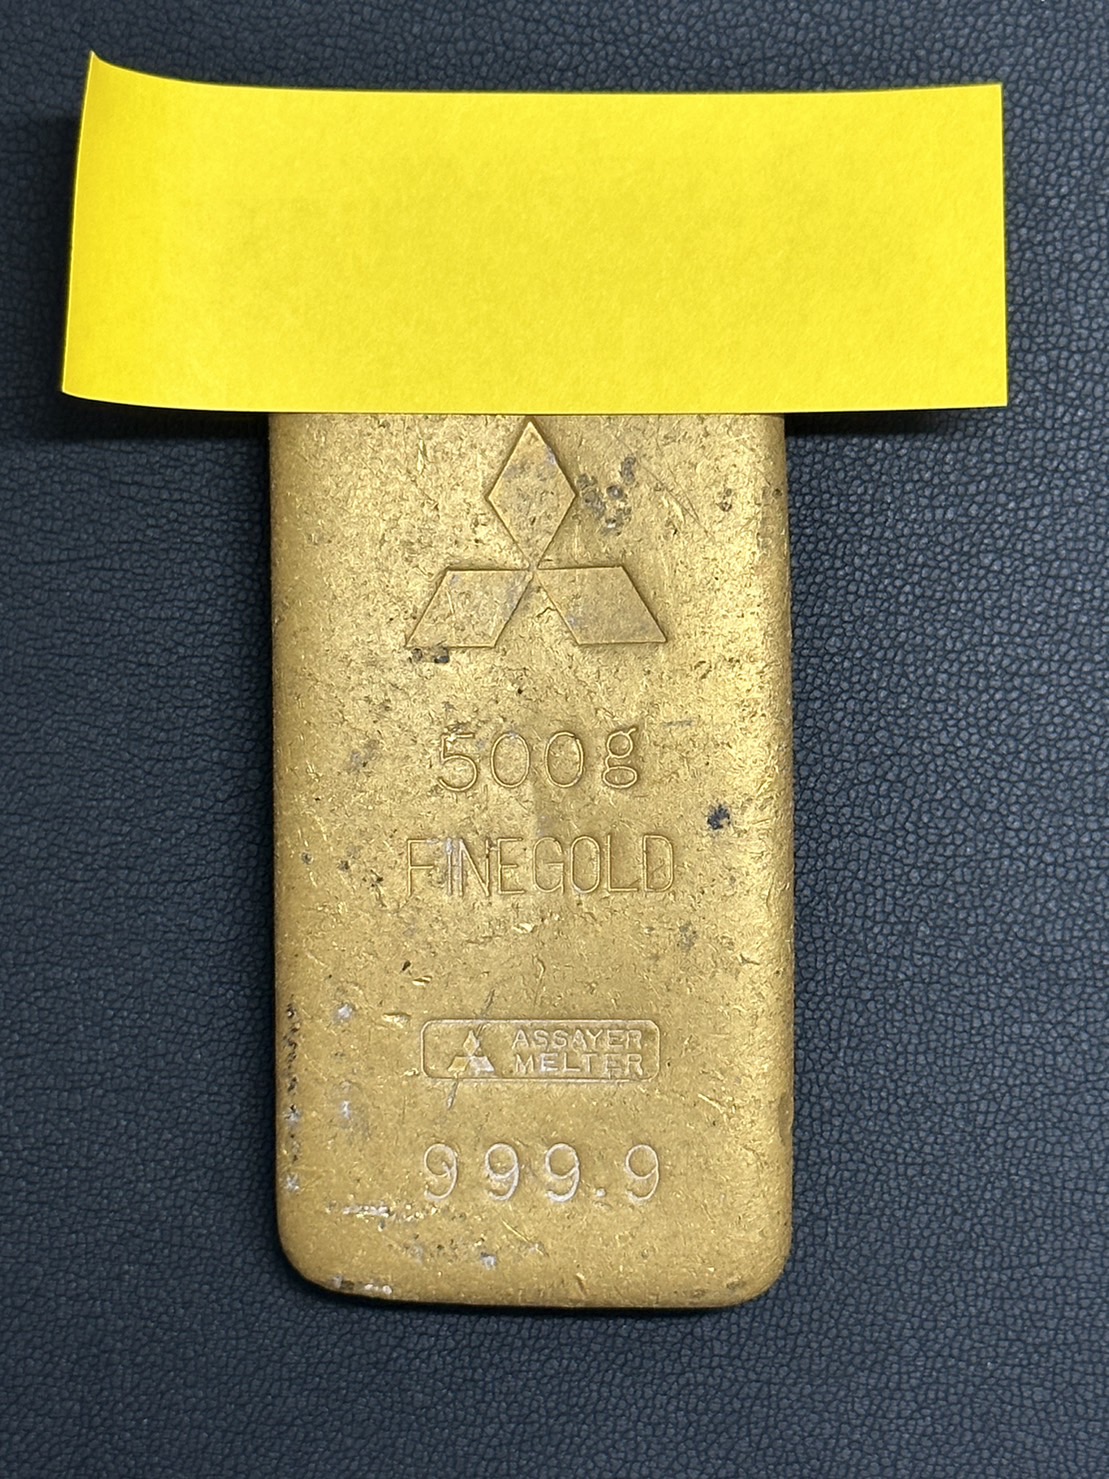 500g
FINEGOLD
ASSAYER
MELTER
999.9